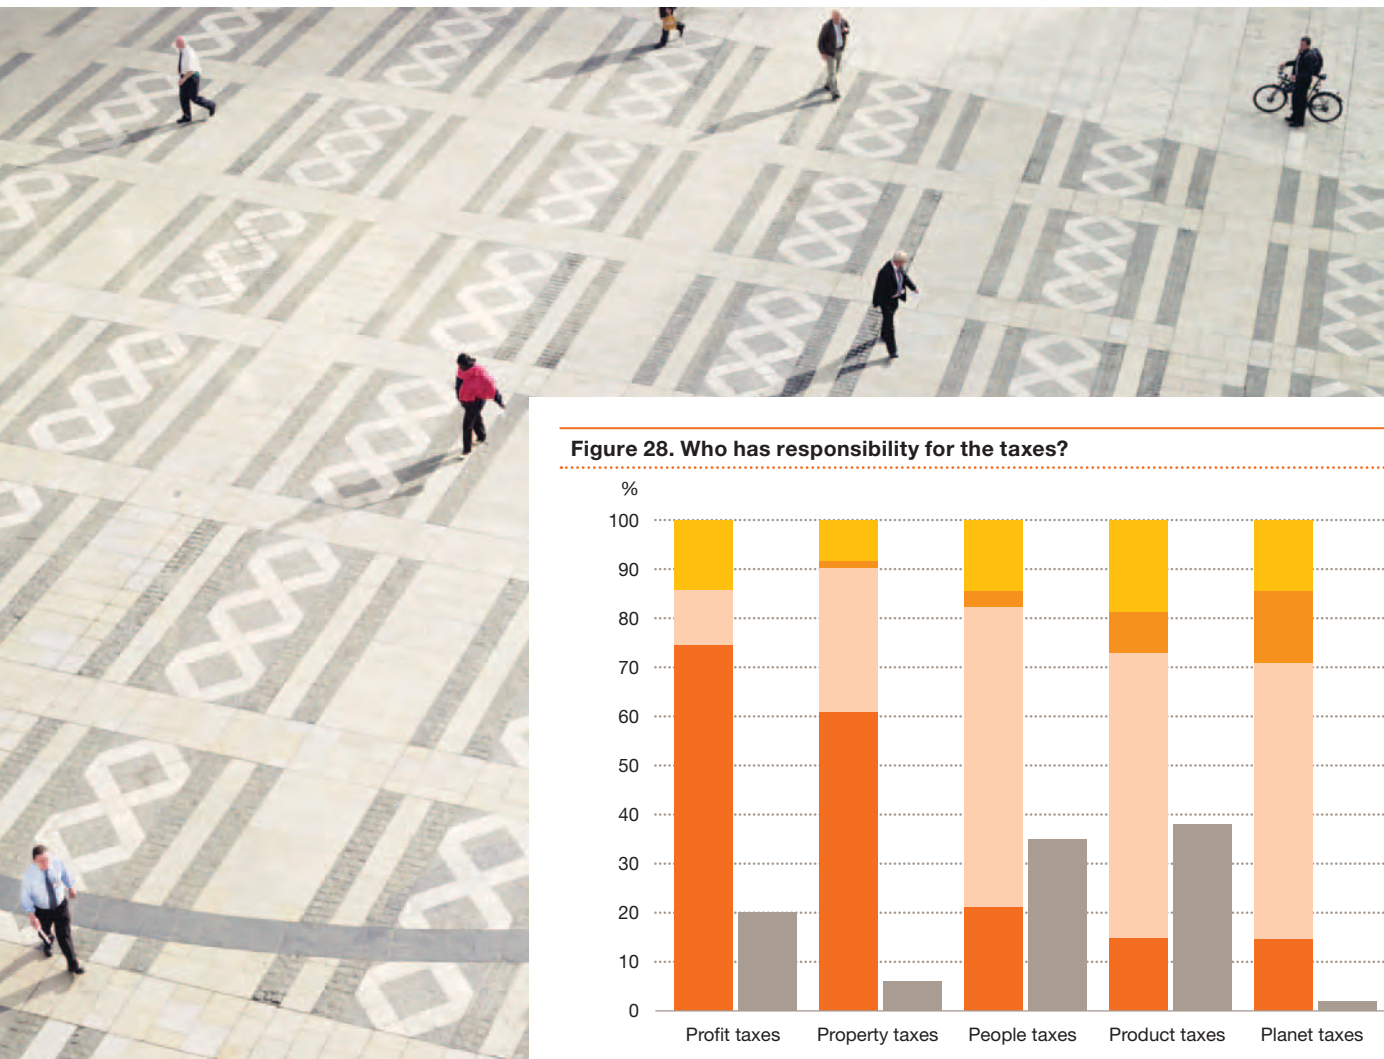 Figure 28. Who has responsibility for the taxes?
%
100
90
80
70
60
50
40
30
20
10
0
Profit taxes
Property taxes
People taxes
Product taxes
Planet taxes